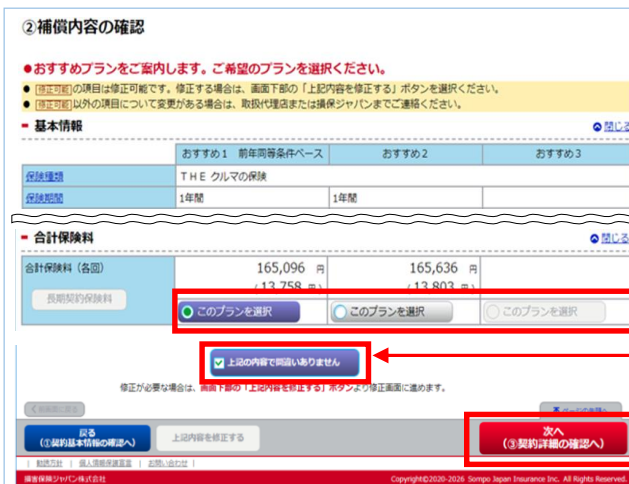 ②補償内容の確認
●おすすめプランをご案内します。ご希望のプランを選択ください。
● 修正可能の項目は修正可能です。修正する場合は、画面下部の「上記内容を修正する」ボタンを選択ください。
● 修正可能以外の項目について変更がある場合は、取扱代理店または損保ジャパンまでご連絡ください。
基本情報 閉じる
おすすめ1 前年同等条件ベース おすすめ2 おすすめ3
保険種類 THE クルマの保険
保険期間 1年間 1年間
合計保険料 閉じる
合計保険料(各回) 165,096 円 165,636 円
(13,758 円) (13,803 円)
長期契約保険料
このプランを選択 このプランを選択 このプランを選択
上記の内容で間違いありません
修正が必要な場合は、画面下部の「上記内容を修正する」ボタンより修正画面に進めます。
戻る
(①契約基本情報の確認へ)
上記内容を修正する
次へ
(③契約詳細の確認へ)
| 勧誘方針 | 個人情報保護宣言 | お問い合わせ |
損害保険ジャパン株式会社 Copyright©2020-2026 Sompo Japan Insurance Inc. All Rights Reserved.